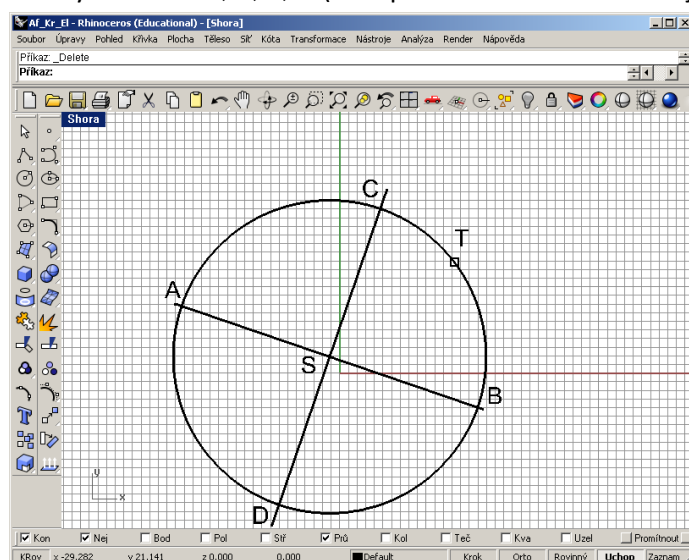 Af_Kr_El - Rhinoceros (Educational) - [Shora]
Soubor Úpravy Pohled Křivka Plocha Těleso Síť Kóta Transformace Nástroje Analýza Render Nápověda
Příkaz: _Delete
Příkaz:
Shora
C
T
A
S
B
D
y
x
Kon Nej Bod Pol Stř Prů Kol Teč Kva Uzel Promítnout
KRov x -29.282 y 21.141 z 0.000 0.000 Default Krok Orto Rovinný Uchop Zaznam